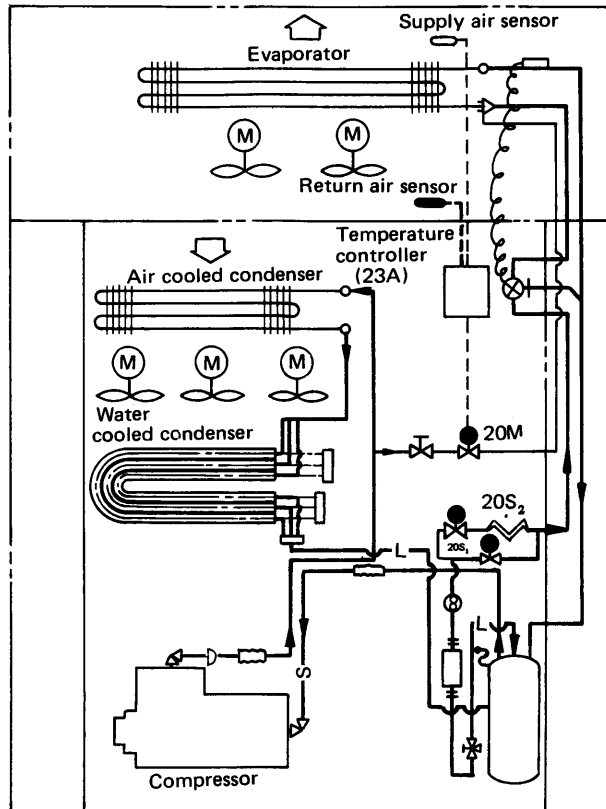 Supply air sensor
Evaporator
M
M
Return air sensor
Temperature
controller
(23A)
Air cooled condenser
M
M
M
Water
cooled condenser
20M
20S₂
20S₁
L
L
S
Compressor